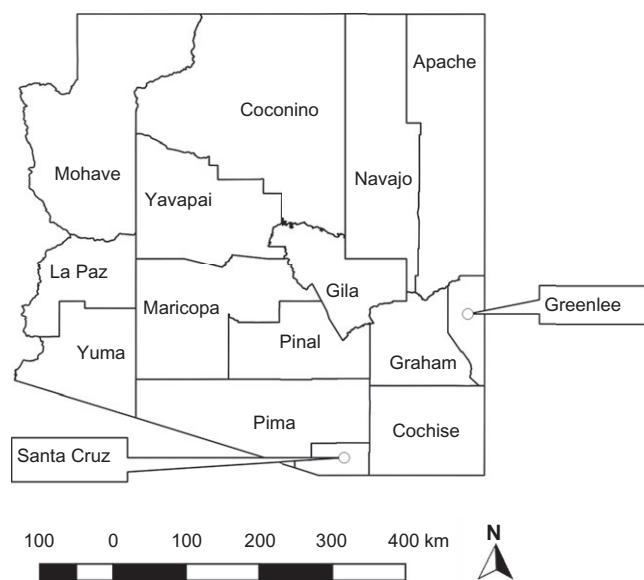 Apache
Coconino
Mohave
Navajo
Yavapai
La Paz
Gila
Greenlee
Maricopa
Yuma
Pinal
Graham
Pima
Cochise
Santa Cruz
100 0 100 200 300 400 km
N